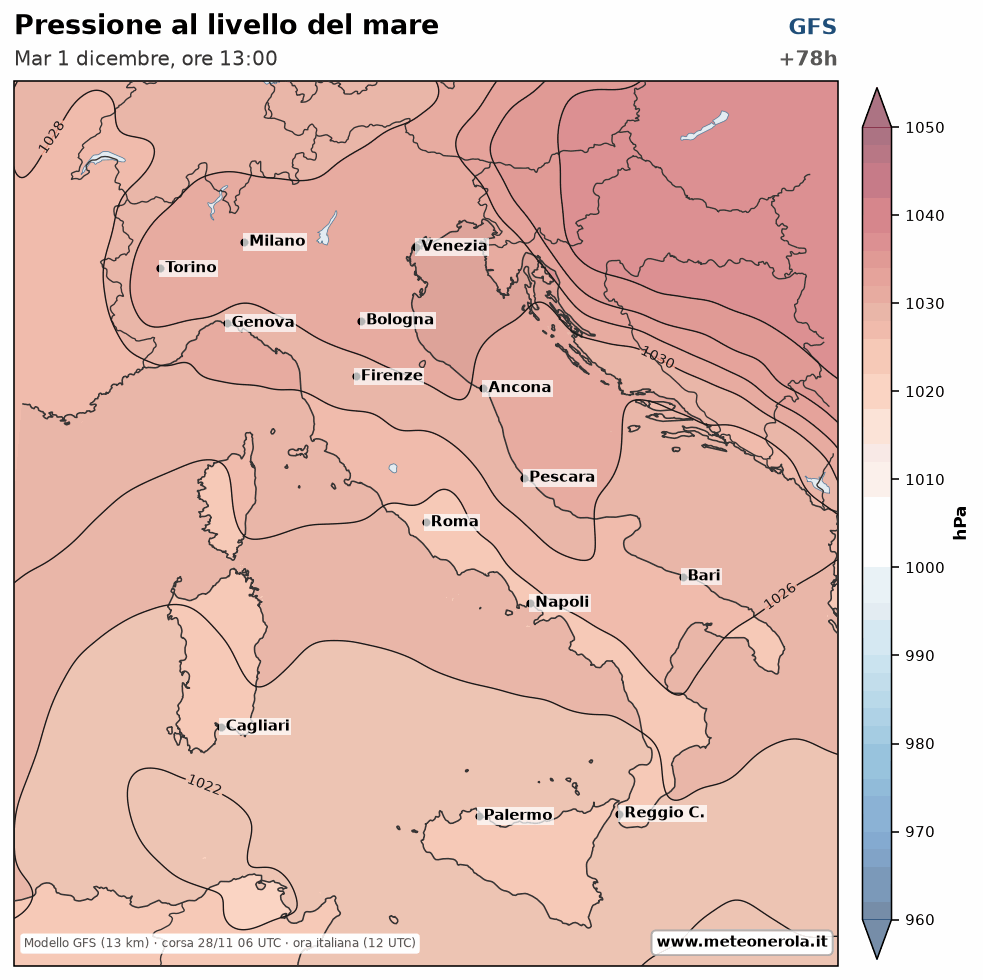 Pressione al livello del mare
GFS
Mar 1 dicembre, ore 13:00
+78h
1028
Milano
Venezia
Torino
Genova
Bologna
1030
Firenze
Ancona
Pescara
Roma
Bari
Napoli
1026
Cagliari
1022
Palermo
Reggio C.
Modello GFS (13 km) · corsa 28/11 06 UTC · ora italiana (12 UTC)
www.meteonerola.it
1050
1040
1030
1020
1010
1000
990
980
970
960
hPa